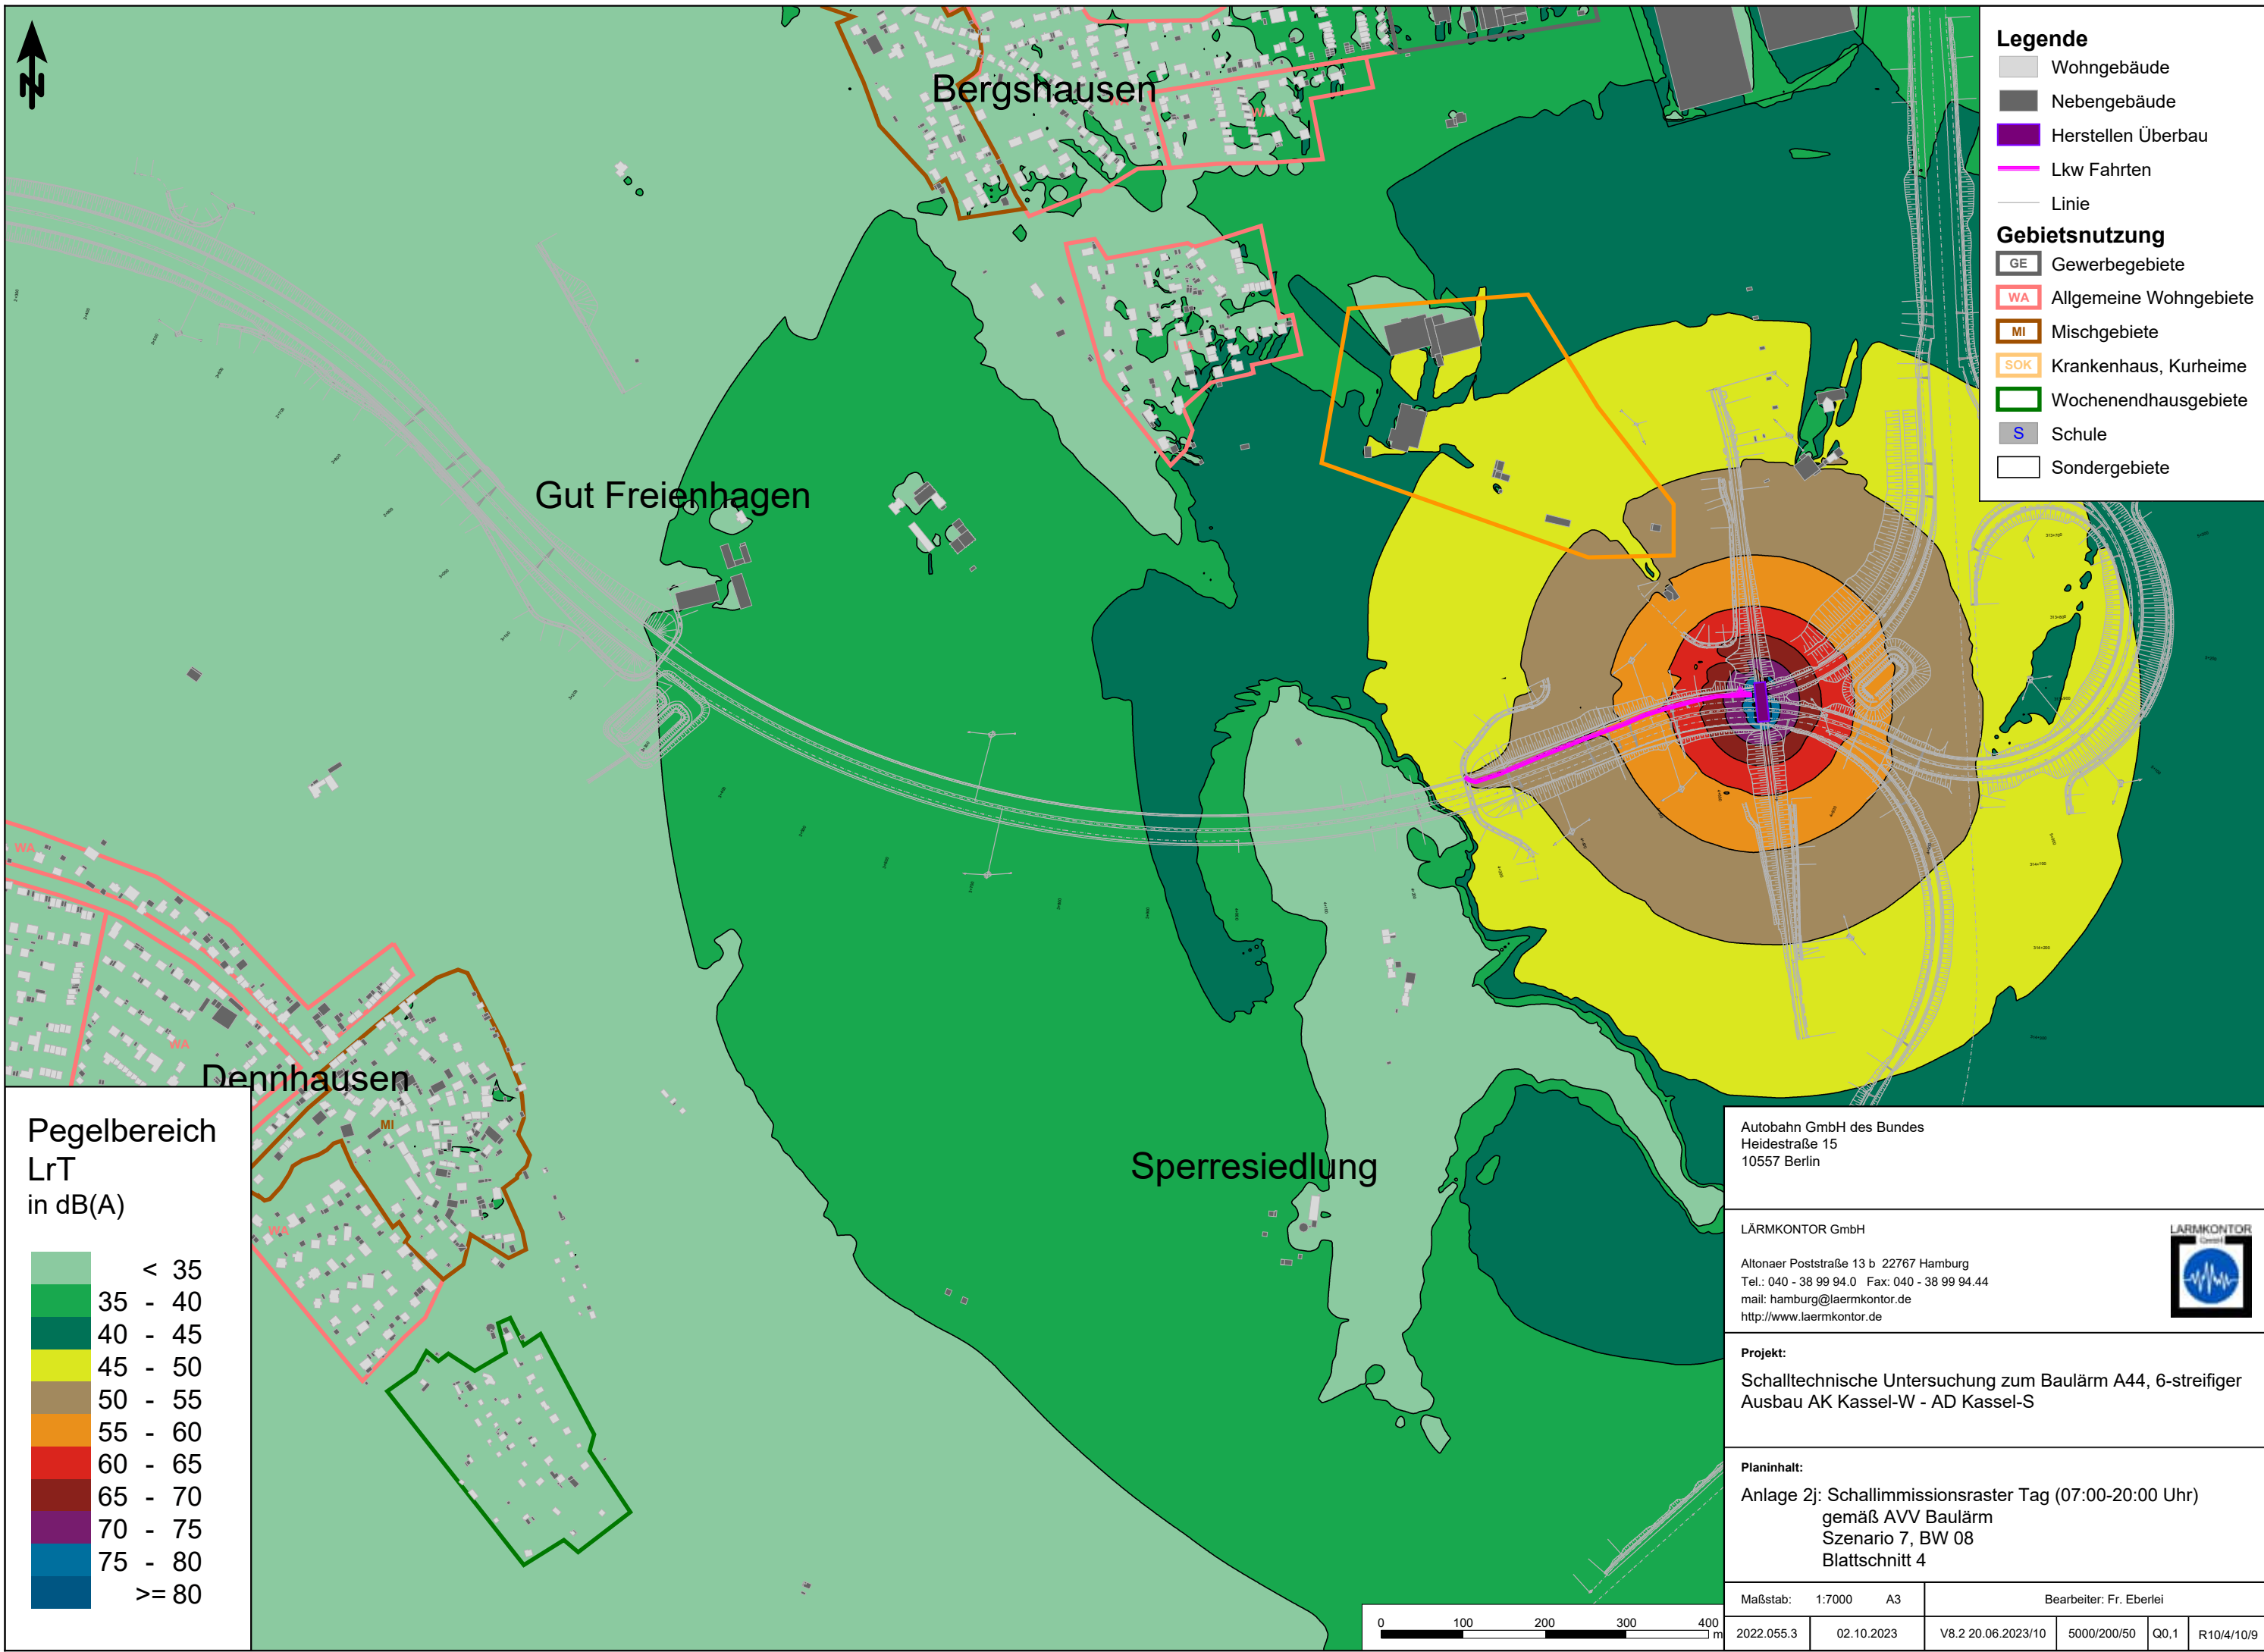 N
Bergshausen
WA
WA
Gut Freienhagen
WA
WA
Dennhausen
MI
WA
Sperresiedlung
Legende
Wohngebäude
Nebengebäude
Herstellen Überbau
Lkw Fahrten
Linie
Gebietsnutzung
GE Gewerbegebiete
WA Allgemeine Wohngebiete
MI Mischgebiete
SOK Krankenhaus, Kurheime
Wochenendhausgebiete
S Schule
Sondergebiete
Pegelbereich
LrT
in dB(A)
< 35
35 - 40
40 - 45
45 - 50
50 - 55
55 - 60
60 - 65
65 - 70
70 - 75
75 - 80
>= 80
0 100 200 300 400
m
Autobahn GmbH des Bundes
Heidestraße 15
10557 Berlin
LÄRMKONTOR GmbH
LÄRMKONTOR
GmbH
Altonaer Poststraße 13 b 22767 Hamburg
Tel.: 040 - 38 99 94.0 Fax: 040 - 38 99 94.44
mail: hamburg@laermkontor.de
http://www.laermkontor.de
Projekt:
Schalltechnische Untersuchung zum Baulärm A44, 6-streifiger
Ausbau AK Kassel-W - AD Kassel-S
Planinhalt:
Anlage 2j: Schallimmissionsraster Tag (07:00-20:00 Uhr)
gemäß AVV Baulärm
Szenario 7, BW 08
Blattschnitt 4
Maßstab: 1:7000 A3 Bearbeiter: Fr. Eberlei
2022.055.3 02.10.2023 V8.2 20.06.2023/10 5000/200/50 Q0,1 R10/4/10/9